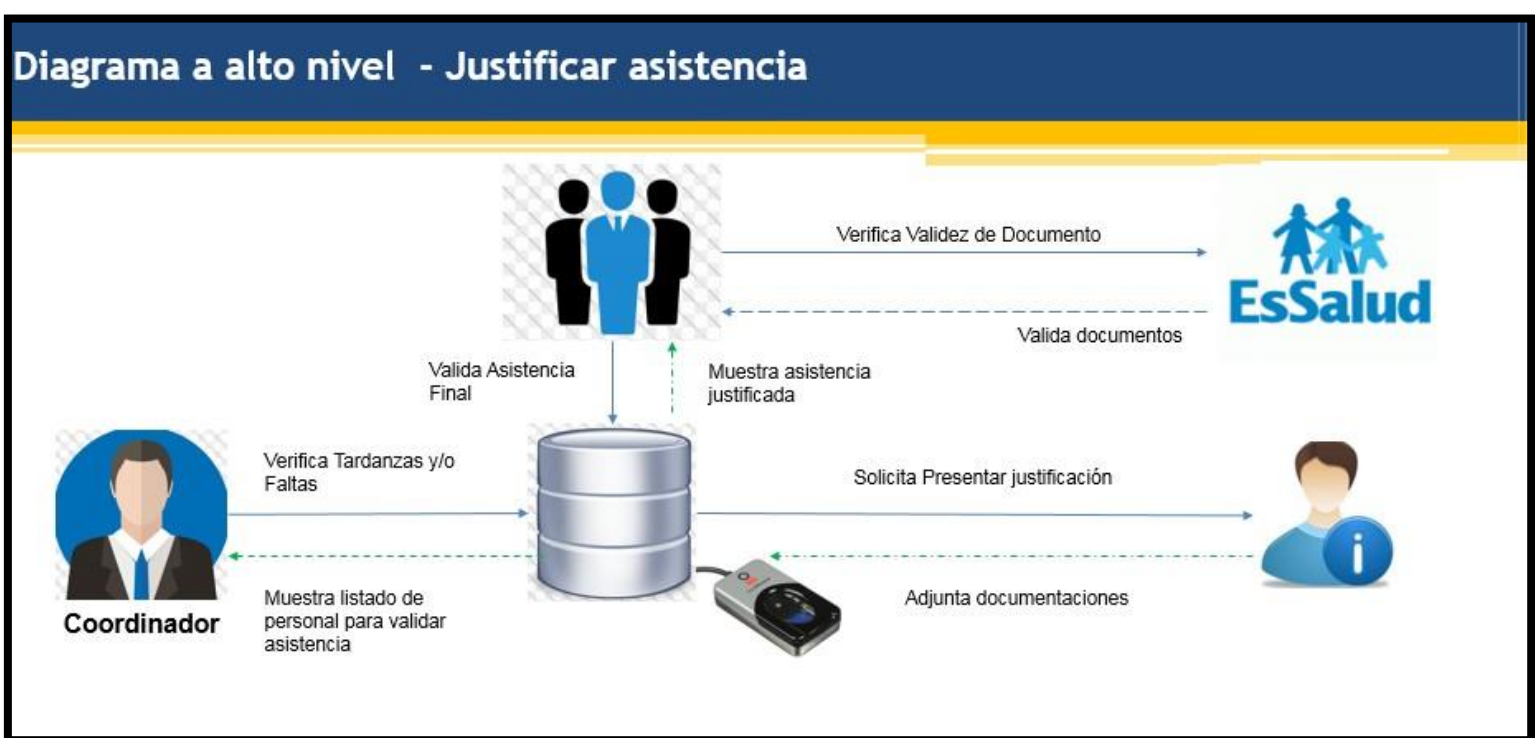 Diagrama a alto nivel - Justificar asistencia
Verifica Validez de Documento
EsSalud
Valida documentos
Valida Asistencia
Final
Muestra asistencia
justificada
Verifica Tardanzas y/o
Faltas
Solicita Presentar justificación
Coordinador
Muestra listado de
personal para validar
asistencia
Adjunta documentaciones
i